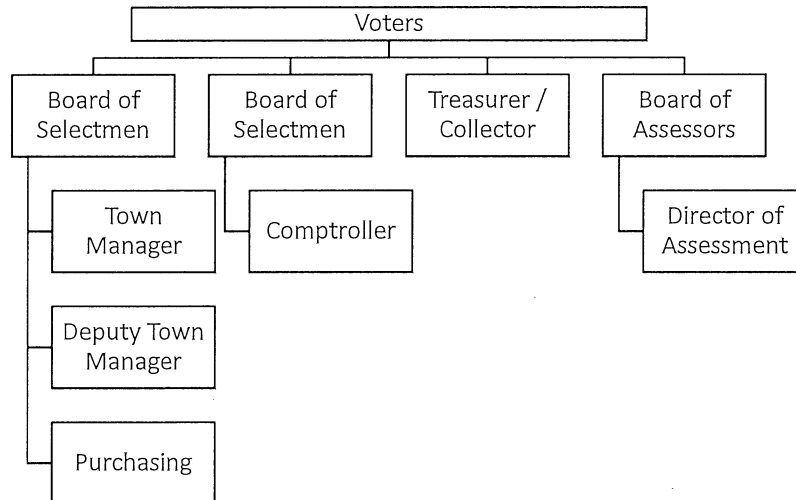 Voters
Board of
Selectmen
Board of
Selectmen
Treasurer /
Collector
Board of
Assessors
Town
Manager
Comptroller
Director of
Assessment
Deputy Town
Manager
Purchasing